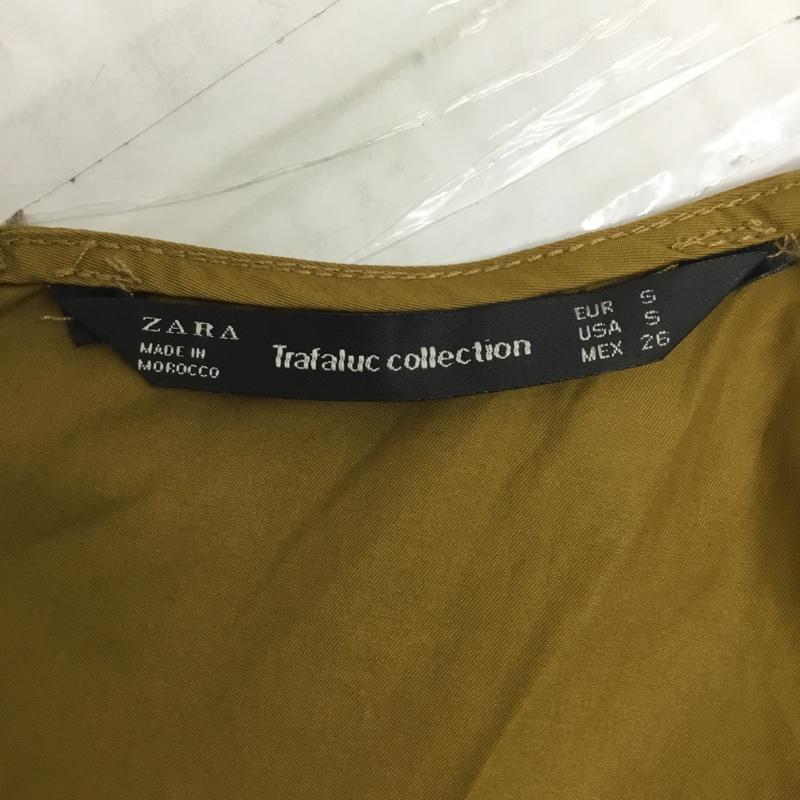 ZARA
MADE IN
MOROCCO
Trafaluc collection
EUR S
USA S
MEX 26